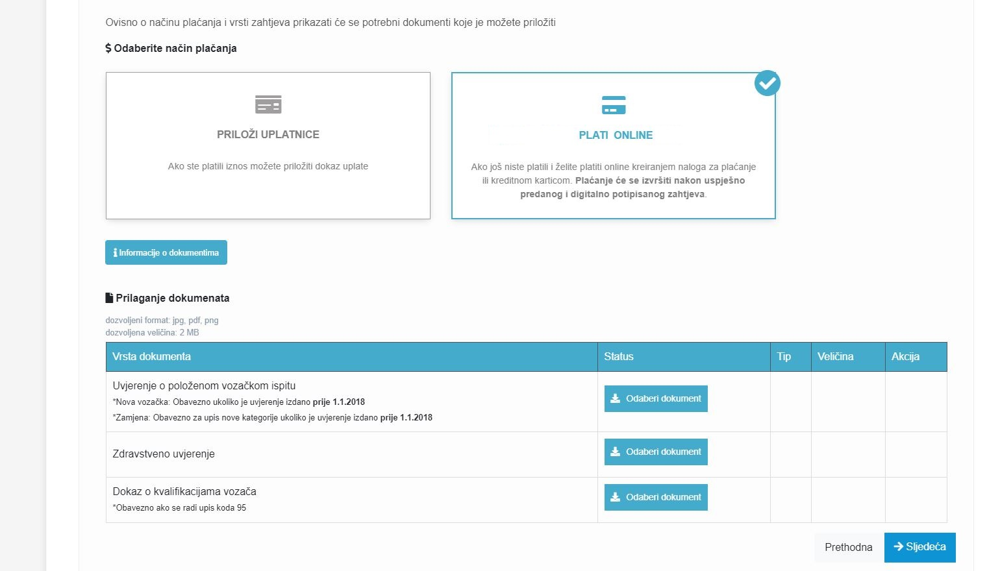 Ovisno o načinu plaćanja i vrsti zahtjeva prikazati će se potrebni dokumenti koje je možete priložiti
$ Odaberite način plačanja
PRILOŽI UPLATNICE
Ako ste platili iznos možete priložiti dokaz uplate
PLATI ONLINE
Ako još niste platili i želite platiti online kreiranjem naloga za plaćanje
ili kreditnom karticom. Plaćanje će se izvršiti nakon uspješno
predanog i digitalno potipisanog zahtjeva.
Informacije o dokumentima
Prilaganje dokumenata
dozvoljeni format: jpg, pdf, png
dozvoljena veličina: 2 MB
Vrsta dokumenta Status Tip Veličina Akcija
Uvjerenje o položenom vozačkom ispitu
*Nova vozačka: Obavezno ukoliko je uvjerenje izdano prije 1.1.2018
*Zamjena: Obavezno za upis nove kategorije ukoliko je uvjerenje izdano prije 1.1.2018
Odaberi dokument
Zdravstveno uvjerenje
Odaberi dokument
Dokaz o kvalifikacijama vozača
*Obavezno ako se radi upis koda 95
Odaberi dokument
Prethodna
Sljedeća